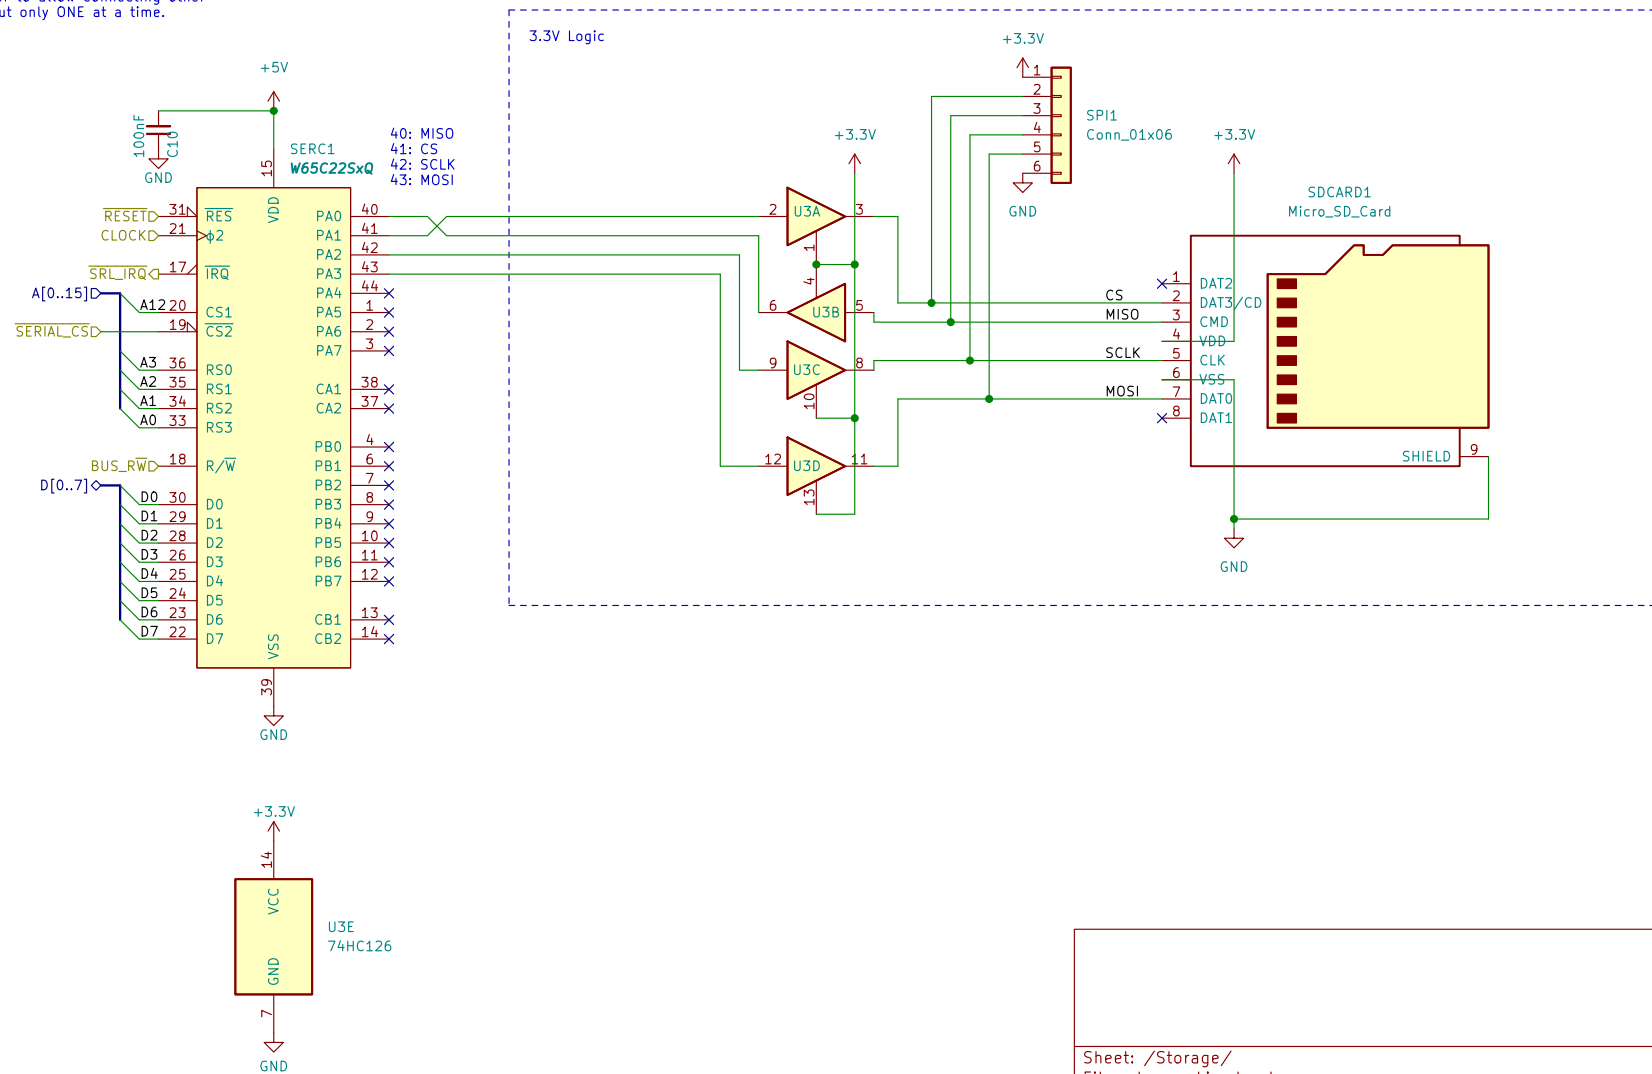 ut only ONE at a time.
3.3V Logic
+5V
100nF
C10
GND
SERC1
W65C22SxQ
40: MISO
41: CS
42: SCLK
43: MOSI
15
VDD
RESET 31 RES
CLOCK 21 ϕ2
SRL_IRQ 17 IRQ
A[0..15]
A12 20 CS1
SERIAL_CS 19 CS2
A3 36 RS0
A2 35 RS1
A1 34 RS2
A0 33 RS3
BUS_RW 18 R/W
D[0..7]
D0 30 D0
D1 29 D1
D2 28 D2
D3 26 D3
D4 25 D4
D5 24 D5
D6 23 D6
D7 22 D7
PA0 40
PA1 41
PA2 42
PA3 43
PA4 44
PA5 1
PA6 2
PA7 3
CA1 38
CA2 37
PB0 4
PB1 6
PB2 7
PB3 8
PB4 9
PB5 10
PB6 11
PB7 12
CB1 13
CB2 14
VSS
39
GND
+3.3V
2 U3A 3
1
4
6 U3B 5
9 U3C 8
10
12 U3D 11
13
+3.3V
1
2
3
4
5
6
GND
SPI1
Conn_01x06
+3.3V
SDCARD1
Micro_SD_Card
CS
MISO
SCLK
MOSI
1 DAT2
2 DAT3/CD
3 CMD
4 VDD
5 CLK
6 VSS
7 DAT0
8 DAT1
SHIELD 9
GND
+3.3V
14
VCC
U3E
74HC126
GND
7
GND
Sheet: /Storage/